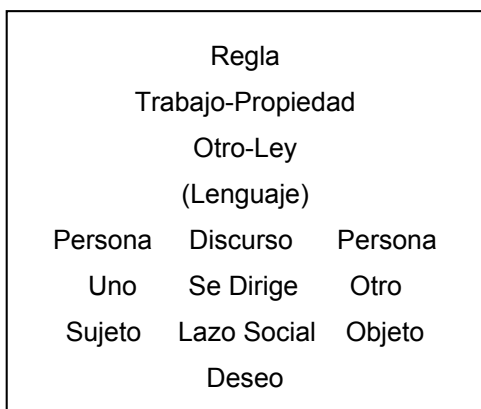 Regla
Trabajo-Propiedad
Otro-Ley
(Lenguaje)
Persona Discurso Persona
Uno Se Dirige Otro
Sujeto Lazo Social Objeto
Deseo